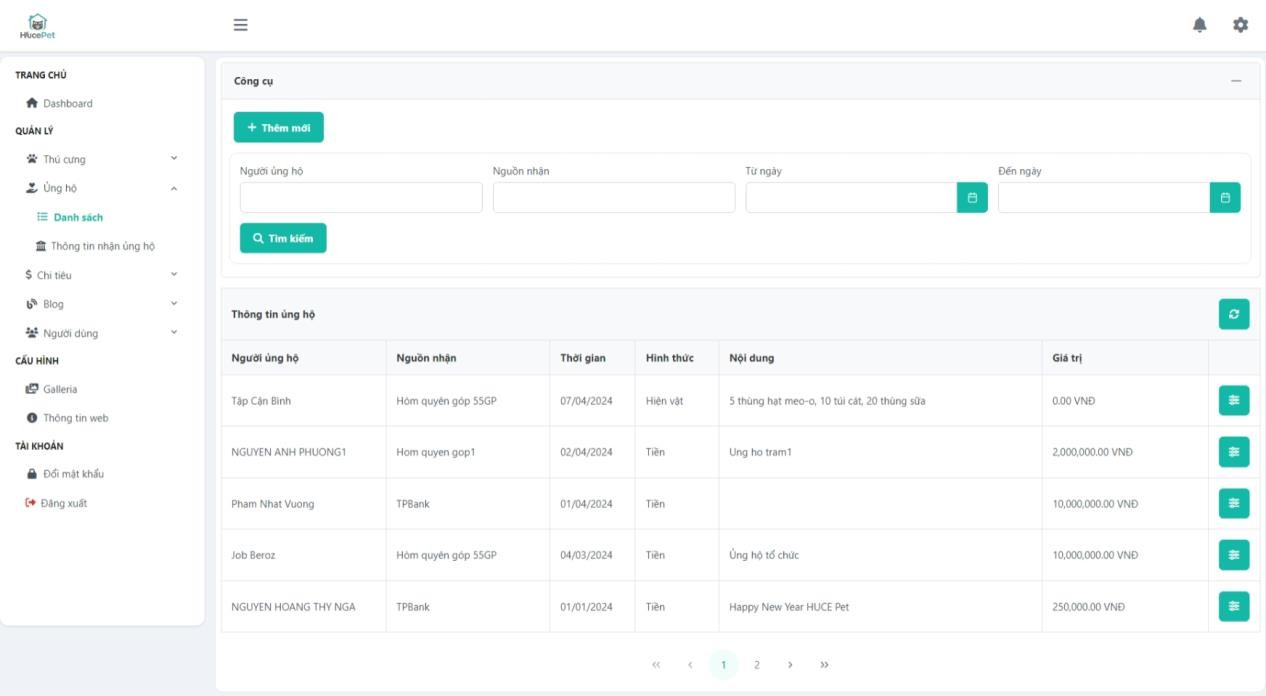 HucePet
TRANG CHỦ
Dashboard
QUẢN LÝ
Thú cưng
Ủng hộ
Danh sách
Thông tin nhận ủng hộ
Chi tiêu
Blog
Người dùng
CẤU HÌNH
Galleria
Thông tin web
TÀI KHOẢN
Đổi mật khẩu
Đăng xuất
Công cụ
+ Thêm mới
Người ủng hộ Nguồn nhận Từ ngày Đến ngày
Tìm kiếm
Thông tin ủng hộ
Người ủng hộ Nguồn nhận Thời gian Hình thức Nội dung Giá trị
Tập Cận Bình Hòm quyên góp 55GP 07/04/2024 Hiện vật 5 thùng hạt meo-o, 10 túi cát, 20 thùng sữa 0.00 VNĐ
NGUYEN ANH PHUONG1 Hom quyen gop1 02/04/2024 Tiền Ung ho tram1 2,000,000.00 VNĐ
Pham Nhat Vuong TPBank 01/04/2024 Tiền 10,000,000.00 VNĐ
Job Beroz Hòm quyên góp 55GP 04/03/2024 Tiền Ủng hộ tổ chức 10,000,000.00 VNĐ
NGUYEN HOANG THY NGA TPBank 01/01/2024 Tiền Happy New Year HUCE Pet 250,000.00 VNĐ
« ‹ 1 2 › »